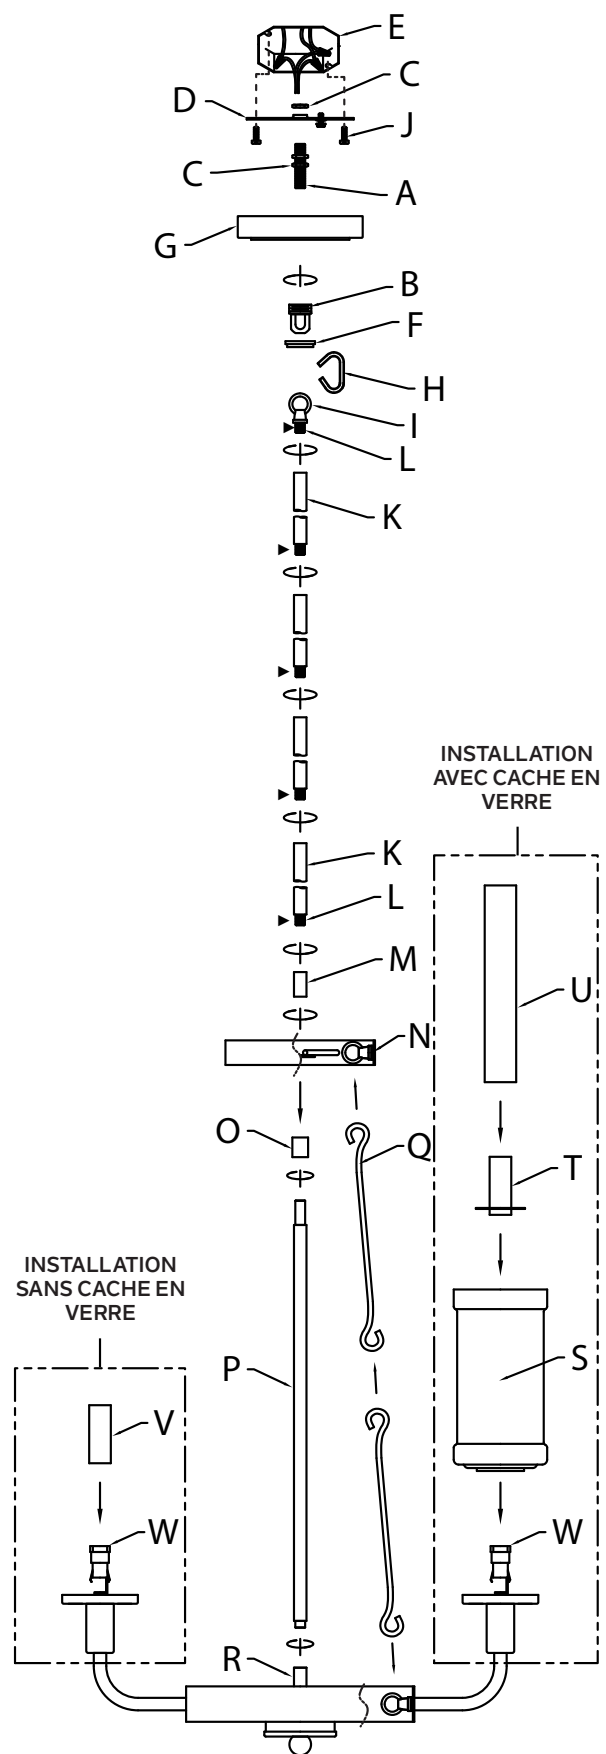 E
C
D
J
C
A
G
B
F
H
I
L
K
INSTALLATION
AVEC CACHE EN
VERRE
K
L
M
U
N
O
Q
T
INSTALLATION
SANS CACHE EN
VERRE
S
P
V
W
W
R